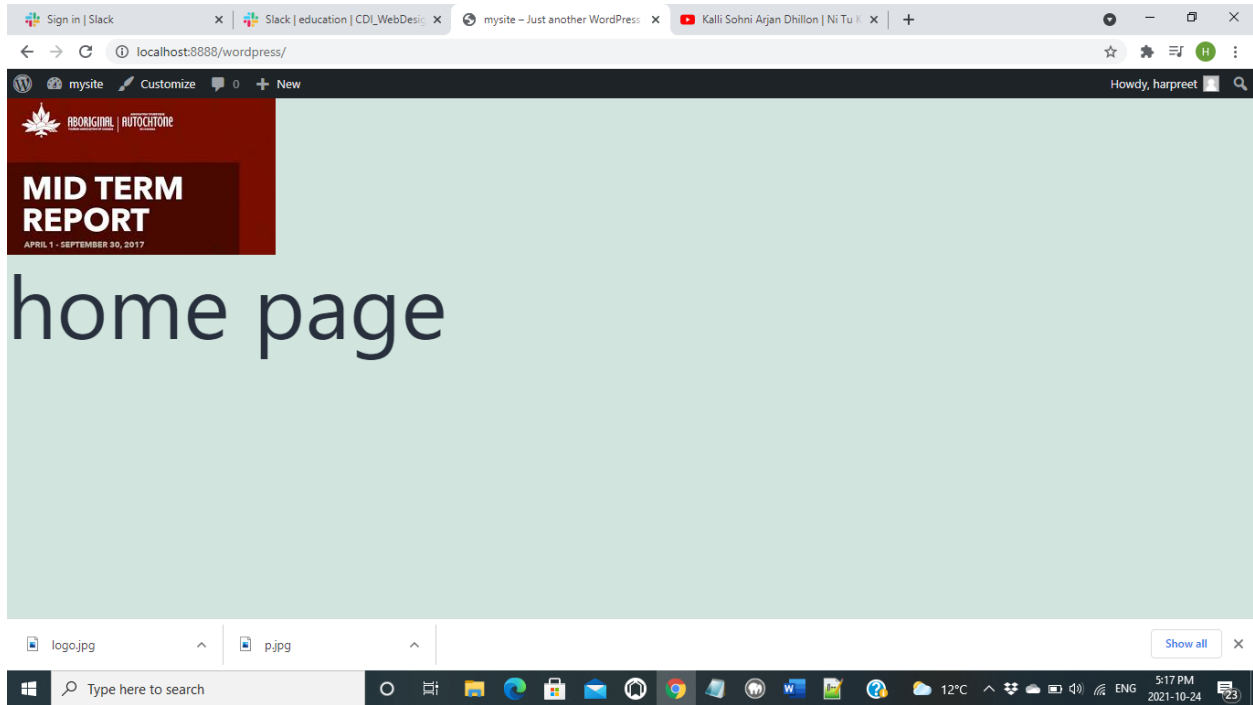 Sign in | Slack
Slack | education | CDI_WebDesig
mysite – Just another WordPress
Kalli Sohni Arjan Dhillon | Ni Tu K
localhost:8888/wordpress/
H
mysite Customize 0 New
Howdy, harpreet
ABORIGINAL | AUTOCHTONE
MID TERM
REPORT
APRIL 1 - SEPTEMBER 30, 2017
home page
logo.jpg
p.jpg
Show all
Type here to search
12°C
ENG
5:17 PM
2021-10-24
23